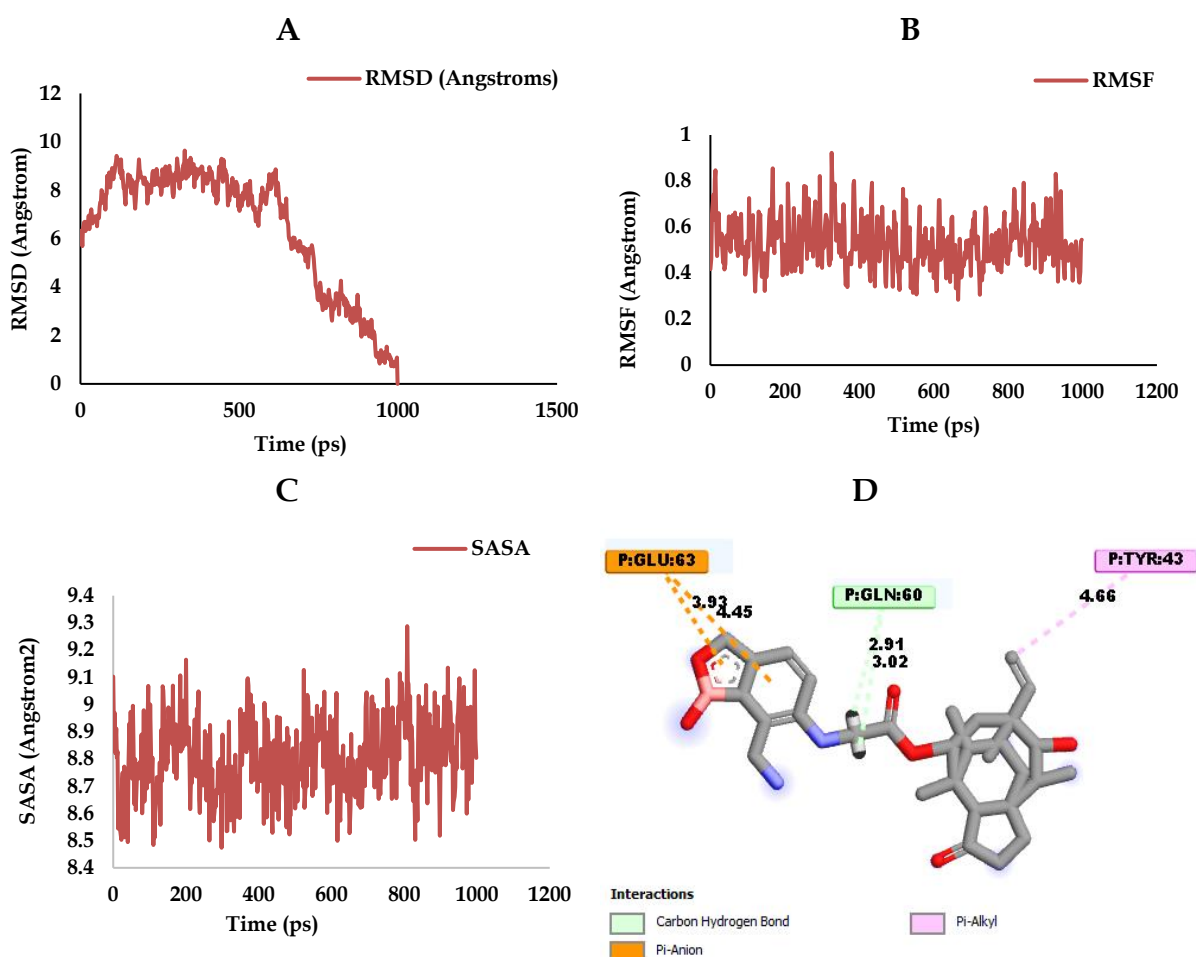 A
RMSD (Angstroms)
RMSD (Angstrom)
12
10
8
6
4
2
0
0 500 1000 1500
Time (ps)
B
RMSF
RMSF (Angstrom)
1
0.8
0.6
0.4
0.2
0
0 200 400 600 800 1000 1200
Time (ps)
C
SASA
SASA (Angstrom2)
9.4
9.3
9.2
9.1
9
8.9
8.8
8.7
8.6
8.5
8.4
0 200 400 600 800 1000 1200
Time (ps)
D
P:GLU:63
P:TYR:43
P:GLN:60
3.93
4.45
4.66
2.91
3.02
Interactions
Carbon Hydrogen Bond
Pi-Anion
Pi-Alkyl